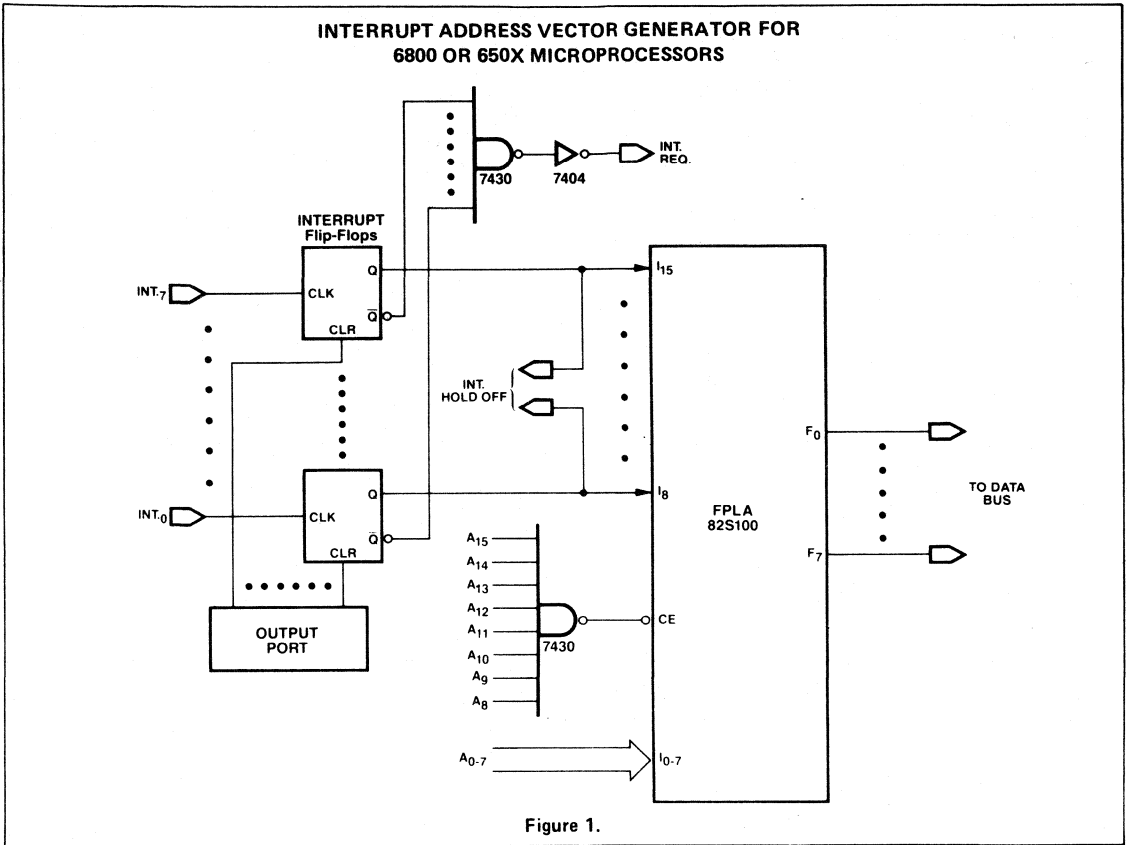 INTERRUPT ADDRESS VECTOR GENERATOR FOR
6800 OR 650X MICROPROCESSORS
7430
7404
INT.
REQ.
INTERRUPT
Flip-Flops
INT.7
CLK
Q
Q̅
CLR
I15
INT.
HOLD OFF
INT.0
CLK
Q
Q̅
CLR
I8
OUTPUT
PORT
A15
A14
A13
A12
A11
A10
A9
A8
7430
CE
A0-7
I0-7
FPLA
82S100
F0
F7
TO DATA
BUS
Figure 1.